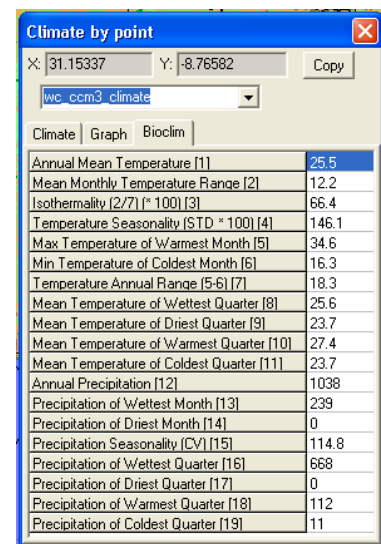 Climate by point
X: 31.15337 Y: -8.76582 Copy
wc_ccm3_climate
Climate Graph Bioclim
Annual Mean Temperature [1] 25.5
Mean Monthly Temperature Range [2] 12.2
Isothermality (2/7) (* 100) [3] 66.4
Temperature Seasonality (STD * 100) [4] 146.1
Max Temperature of Warmest Month [5] 34.6
Min Temperature of Coldest Month [6] 16.3
Temperature Annual Range (5-6) [7] 18.3
Mean Temperature of Wettest Quarter [8] 25.6
Mean Temperature of Driest Quarter [9] 23.7
Mean Temperature of Warmest Quarter [10] 27.4
Mean Temperature of Coldest Quarter [11] 23.7
Annual Precipitation [12] 1038
Precipitation of Wettest Month [13] 239
Precipitation of Driest Month [14] 0
Precipitation Seasonality (CV) [15] 114.8
Precipitation of Wettest Quarter [16] 668
Precipitation of Driest Quarter [17] 0
Precipitation of Warmest Quarter [18] 112
Precipitation of Coldest Quarter [19] 11